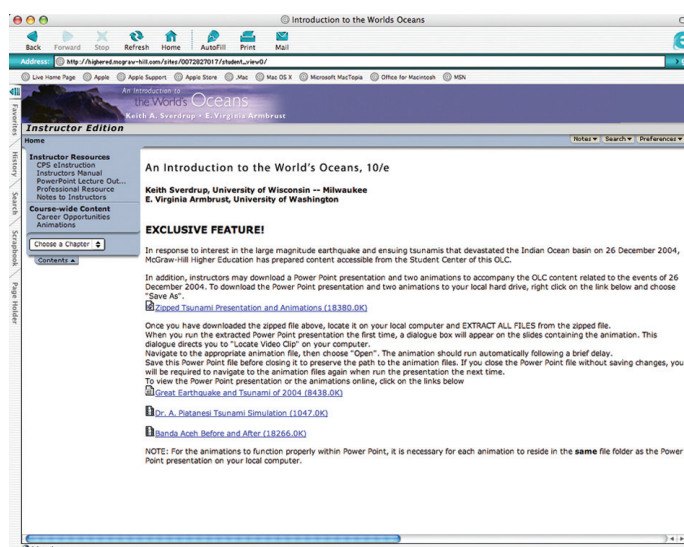 Introduction to the Worlds Oceans
Back Forward Stop Refresh Home AutoFill Print Mail
Address: http://highered.mcgraw-hill.com/sites/0072827017/student_view0/
Live Home Page Apple Apple Support Apple Store .Mac Mac OS X Microsoft MacTopia Office for Macintosh MSN
Favorites
History
Search
Scrapbook
Page Holder
An Introduction to
the World's Oceans
Keith A. Sverdrup • E. Virginia Armbrust
Instructor Edition
Home
Notes Search Preferences
Instructor Resources
CPS eInstruction
Instructors Manual
PowerPoint Lecture Out...
Professional Resource
Notes to Instructors
Course-wide Content
Career Opportunities
Animations
Choose a Chapter
Contents
An Introduction to the World's Oceans, 10/e
Keith Sverdrup, University of Wisconsin -- Milwaukee
E. Virginia Armbrust, University of Washington
EXCLUSIVE FEATURE!
In response to interest in the large magnitude earthquake and ensuing tsunamis that devastated the Indian Ocean basin on 26 December 2004,
McGraw-Hill Higher Education has prepared content accessible from the Student Center of this OLC.
In addition, instructors may download a Power Point presentation and two animations to accompany the OLC content related to the events of 26
December 2004. To download the Power Point presentation and two animations to your local hard drive, right click on the link below and choose
"Save As".
Zipped Tsunami Presentation and Animations (18380.0K)
Once you have downloaded the zipped file above, locate it on your local computer and EXTRACT ALL FILES from the zipped file.
When you run the extracted Power Point presentation the first time, a dialogue box will appear on the slides containing the animation. This
dialogue directs you to "Locate Video Clip" on your computer.
Navigate to the appropriate animation file, then choose "Open". The animation should run automatically following a brief delay.
Save this Power Point file before closing it to preserve the path to the animation files. If you close the Power Point file without saving changes, you
will be required to navigate to the animation files again when run the presentation the next time.
To view the Power Point presentation or the animations online, click on the links below
Great Earthquake and Tsunami of 2004 (8438.0K)
Dr. A. Piatanesi Tsunami Simulation (1047.0K)
Banda Aceh Before and After (18266.0K)
NOTE: For the animations to function properly within Power Point, it is necessary for each animation to reside in the same file folder as the Power
Point presentation on your local computer.